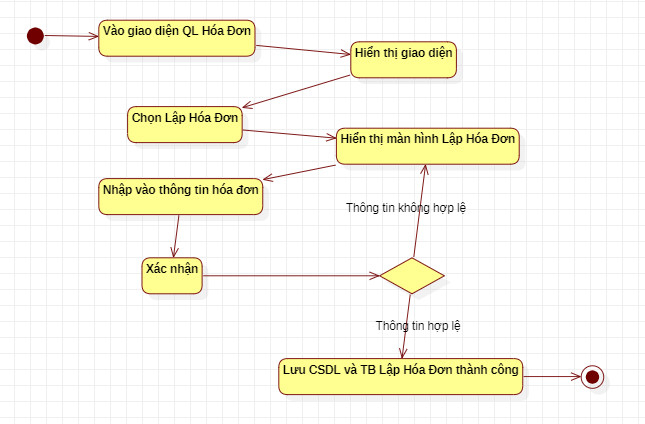 Vào giao diện QL Hóa Đơn
Hiển thị giao diện
Chọn Lập Hóa Đơn
Hiển thị màn hình Lập Hóa Đơn
Nhập vào thông tin hóa đơn
Thông tin không hợp lệ
Xác nhận
Thông tin hợp lệ
Lưu CSDL và TB Lập Hóa Đơn thành công